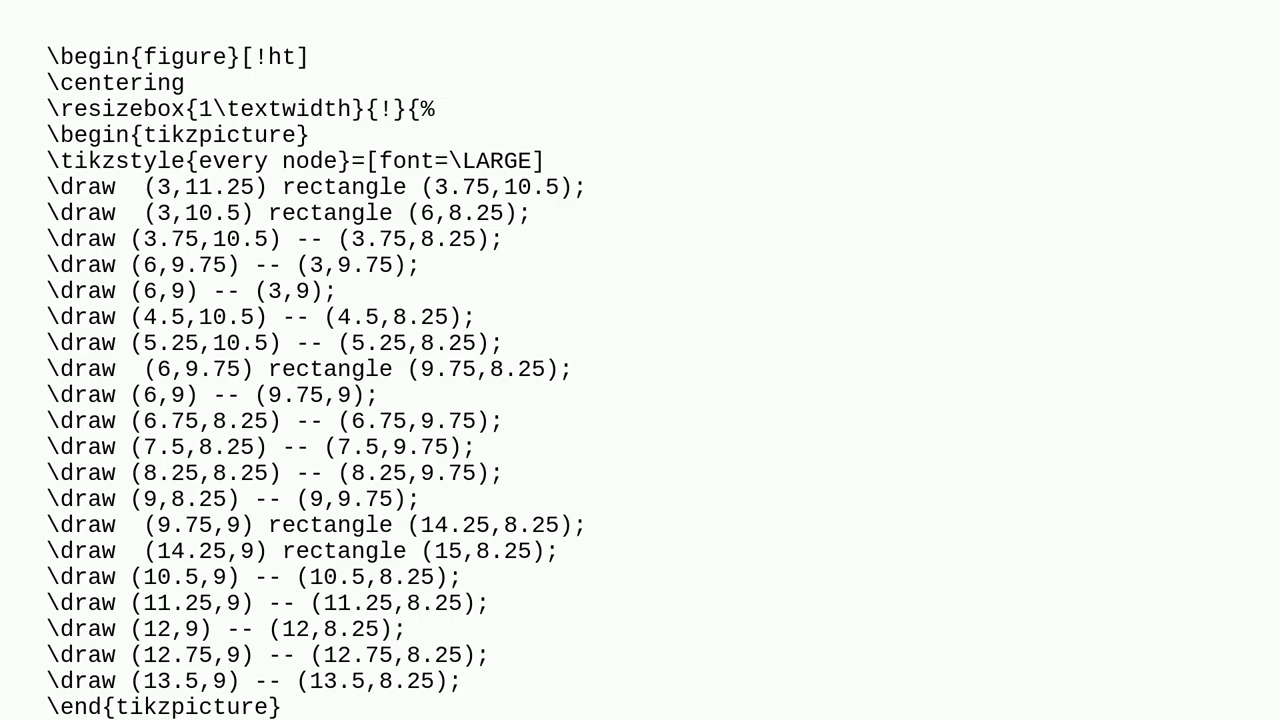 \begin{figure}[!ht]
\centering
\resizebox{1\textwidth}{!}{%
\begin{tikzpicture}
\tikzstyle{every node}=[font=\LARGE]
\draw  (3,11.25) rectangle (3.75,10.5);
\draw  (3,10.5) rectangle (6,8.25);
\draw (3.75,10.5) -- (3.75,8.25);
\draw (6,9.75) -- (3,9.75);
\draw (6,9) -- (3,9);
\draw (4.5,10.5) -- (4.5,8.25);
\draw (5.25,10.5) -- (5.25,8.25);
\draw  (6,9.75) rectangle (9.75,8.25);
\draw (6,9) -- (9.75,9);
\draw (6.75,8.25) -- (6.75,9.75);
\draw (7.5,8.25) -- (7.5,9.75);
\draw (8.25,8.25) -- (8.25,9.75);
\draw (9,8.25) -- (9,9.75);
\draw  (9.75,9) rectangle (14.25,8.25);
\draw  (14.25,9) rectangle (15,8.25);
\draw (10.5,9) -- (10.5,8.25);
\draw (11.25,9) -- (11.25,8.25);
\draw (12,9) -- (12,8.25);
\draw (12.75,9) -- (12.75,8.25);
\draw (13.5,9) -- (13.5,8.25);
\end{tikzpicture}